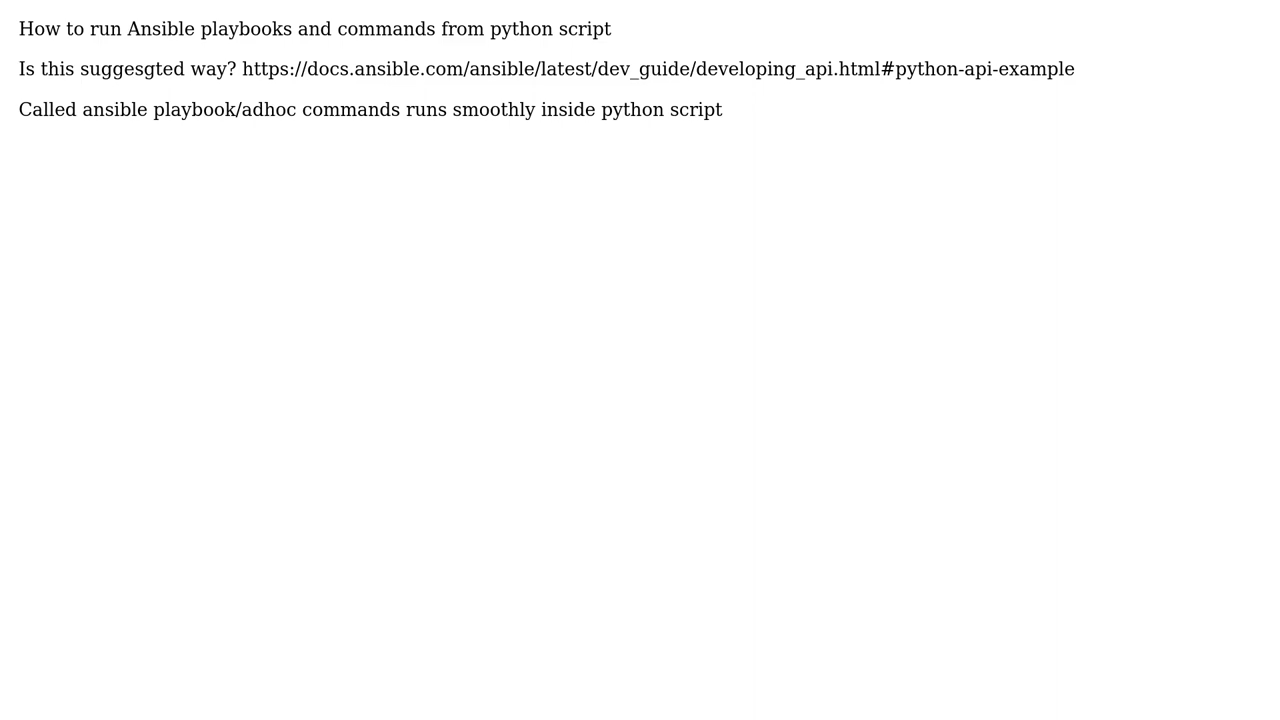 How to run Ansible playbooks and commands from python script
Is this suggesgted way? https://docs.ansible.com/ansible/latest/dev_guide/developing_api.html#python-api-example
Called ansible playbook/adhoc commands runs smoothly inside python script